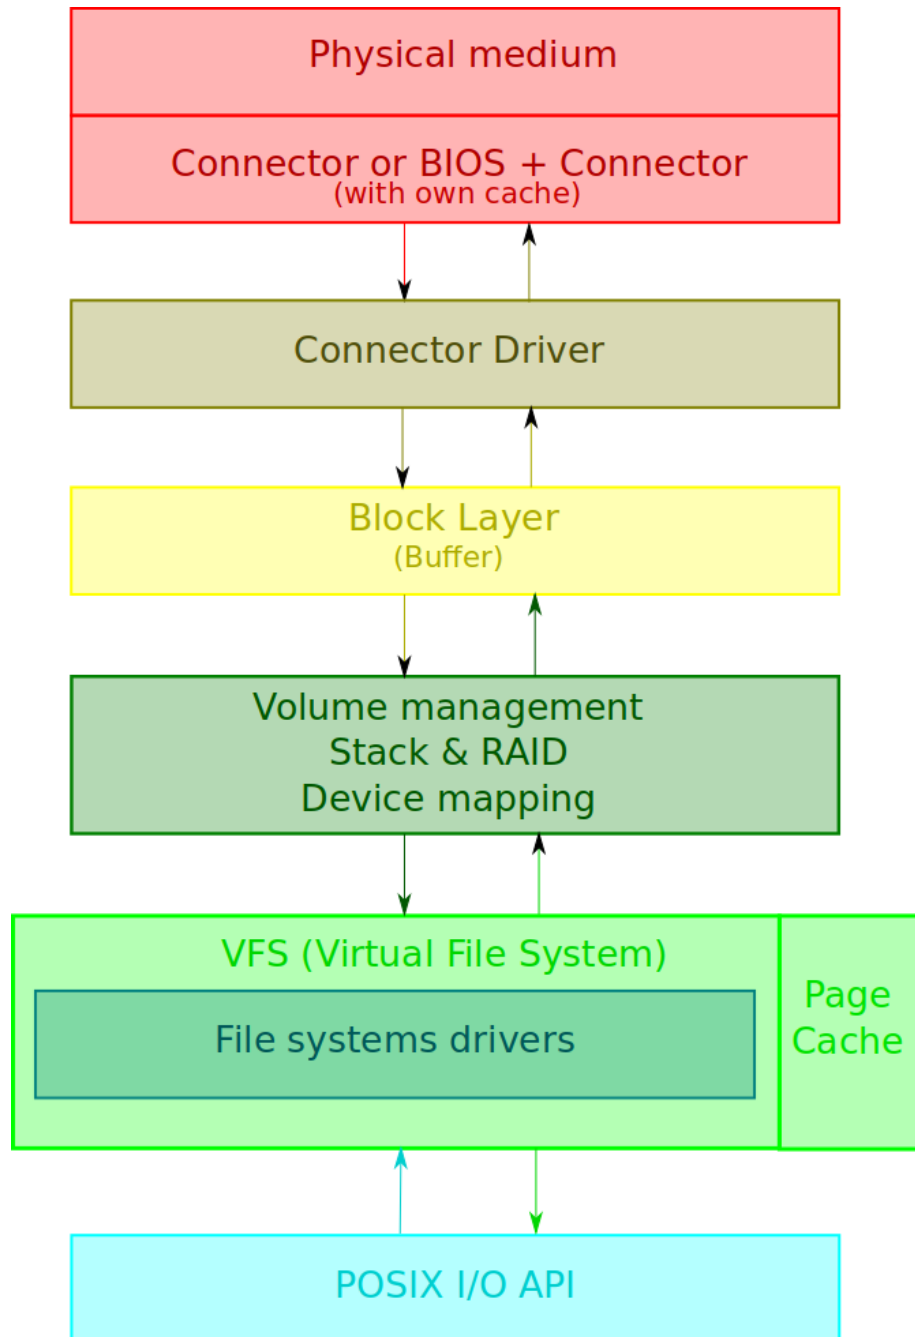 Physical medium
Connector or BIOS + Connector
(with own cache)
Connector Driver
Block Layer
(Buffer)
Volume management
Stack & RAID
Device mapping
VFS (Virtual File System)
File systems drivers
Page
Cache
POSIX I/O API